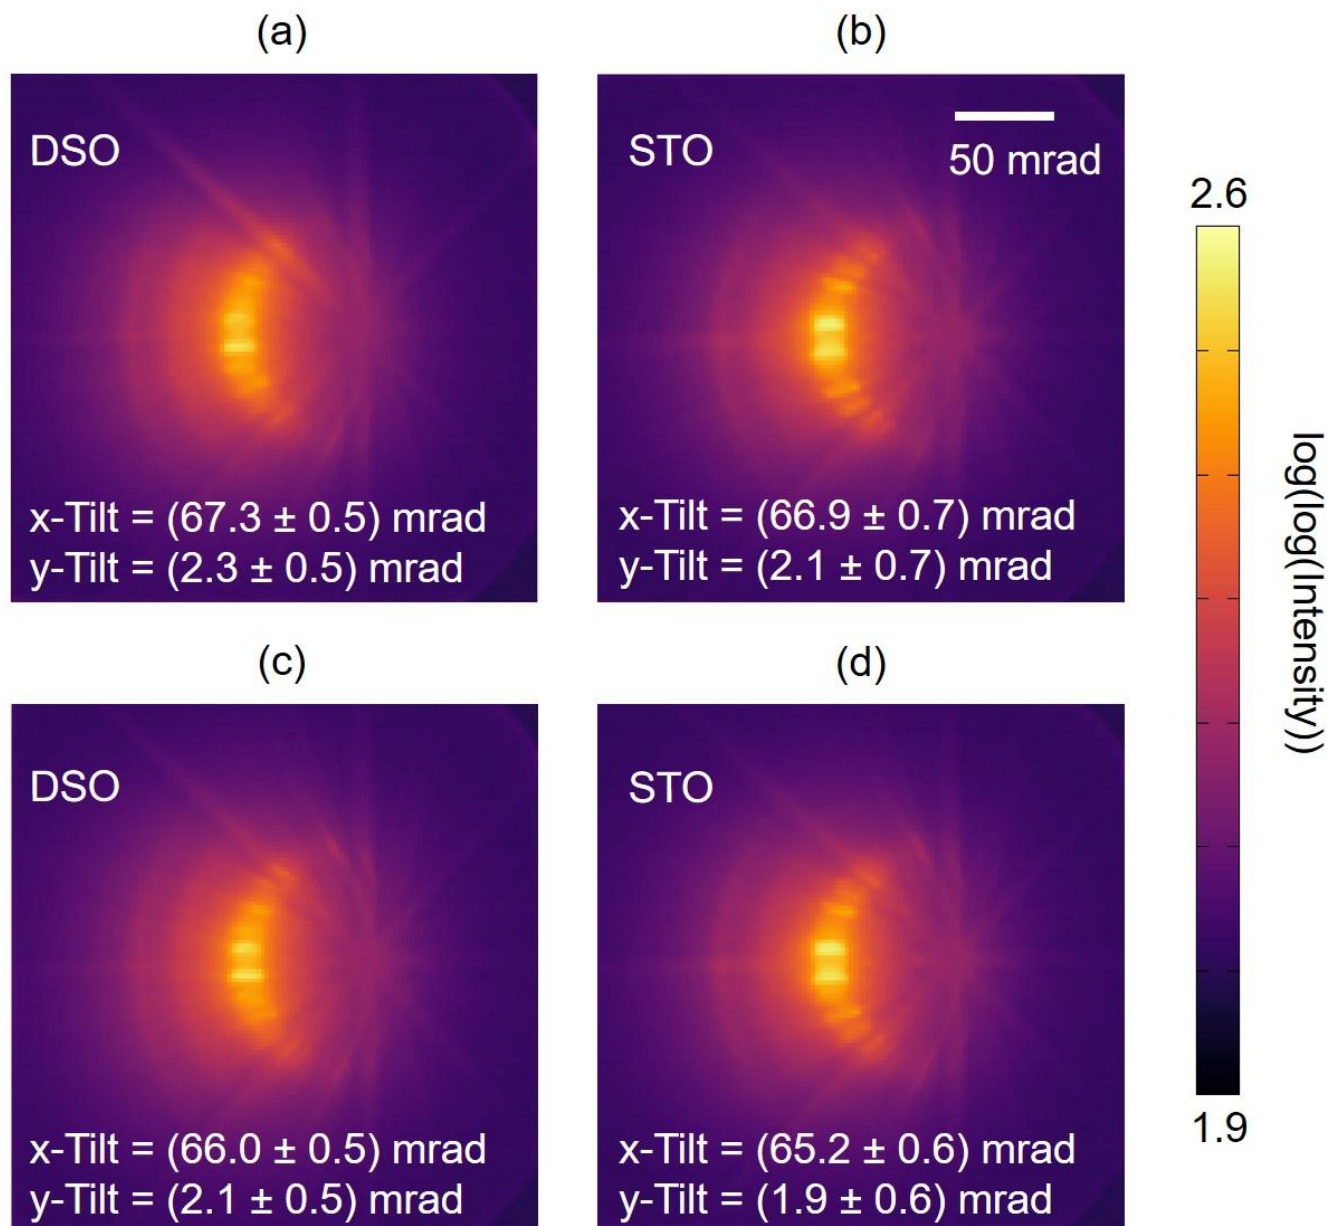 (a)
(b)
DSO
STO
50 mrad
x-Tilt = (67.3 ± 0.5) mrad
y-Tilt = (2.3 ± 0.5) mrad
x-Tilt = (66.9 ± 0.7) mrad
y-Tilt = (2.1 ± 0.7) mrad
(c)
(d)
DSO
STO
x-Tilt = (66.0 ± 0.5) mrad
y-Tilt = (2.1 ± 0.5) mrad
x-Tilt = (65.2 ± 0.6) mrad
y-Tilt = (1.9 ± 0.6) mrad
2.6
log(log(Intensity))
1.9